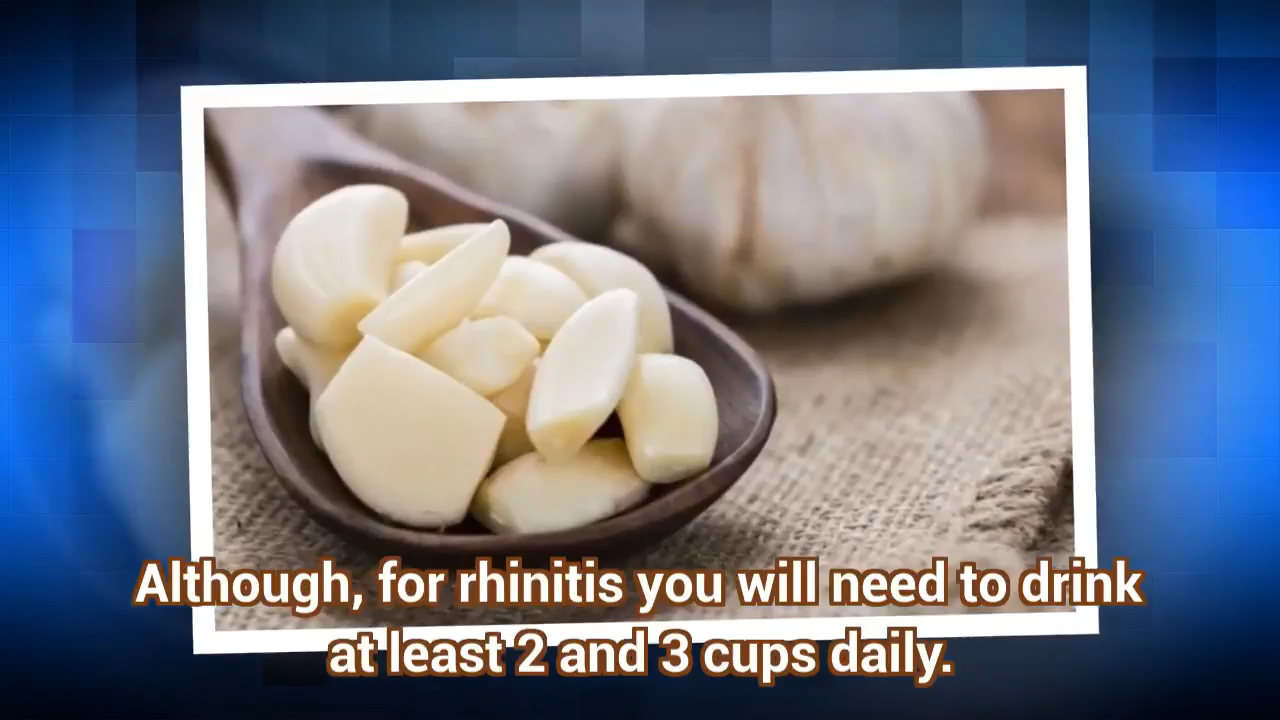 Although, for rhinitis you will need to drink
at least 2 and 3 cups daily.